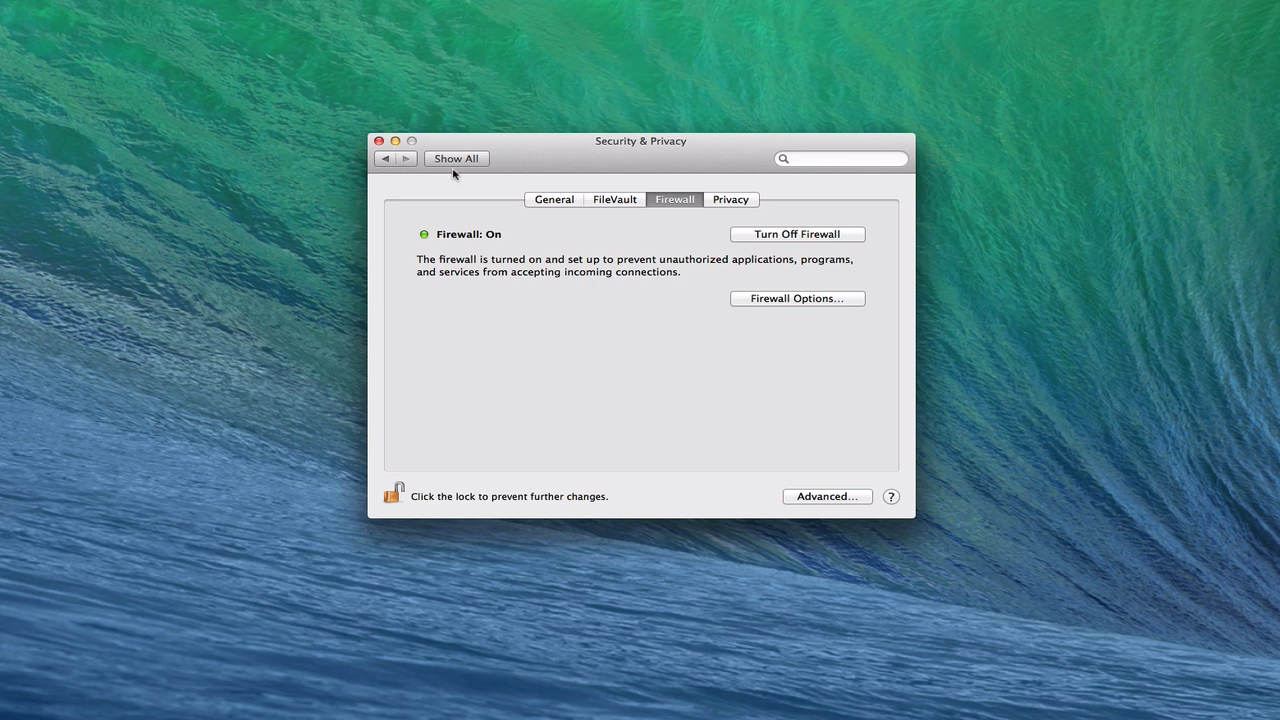 Security & Privacy
Show All
General FileVault Firewall Privacy
Firewall: On Turn Off Firewall
The firewall is turned on and set up to prevent unauthorized applications, programs,
and services from accepting incoming connections.
Firewall Options...
Click the lock to prevent further changes. Advanced... ?